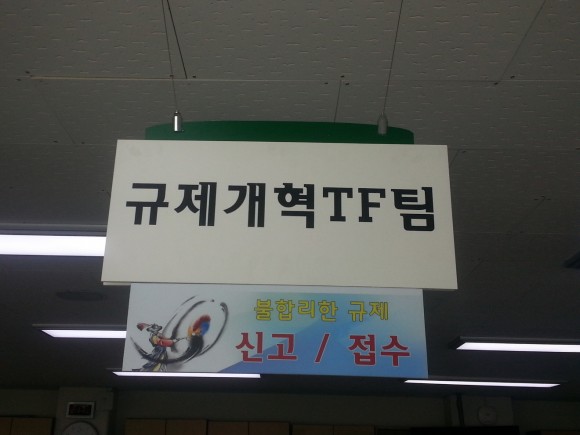 규제개혁TF팀
불합리한 규제
신고 / 접수